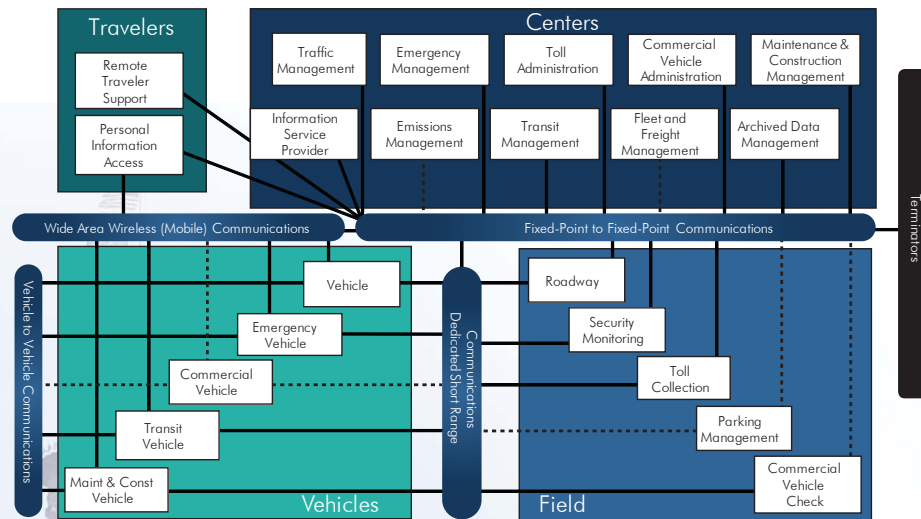 Travelers
Remote
Traveler
Support
Personal
Information
Access
Centers
Traffic
Management
Emergency
Management
Toll
Administration
Commercial
Vehicle
Administration
Maintenance &
Construction
Management
Information
Service
Provider
Emissions
Management
Transit
Management
Fleet and
Freight
Management
Archived Data
Management
Terminators
Wide Area Wireless (Mobile) Communications
Fixed-Point to Fixed-Point Communications
Vehicle to Vehicle Communications
Vehicle
Emergency
Vehicle
Commercial
Vehicle
Transit
Vehicle
Maint & Const
Vehicle
Vehicles
Communications
Dedicated Short Range
Roadway
Security
Monitoring
Toll
Collection
Parking
Management
Commercial
Vehicle
Check
Field